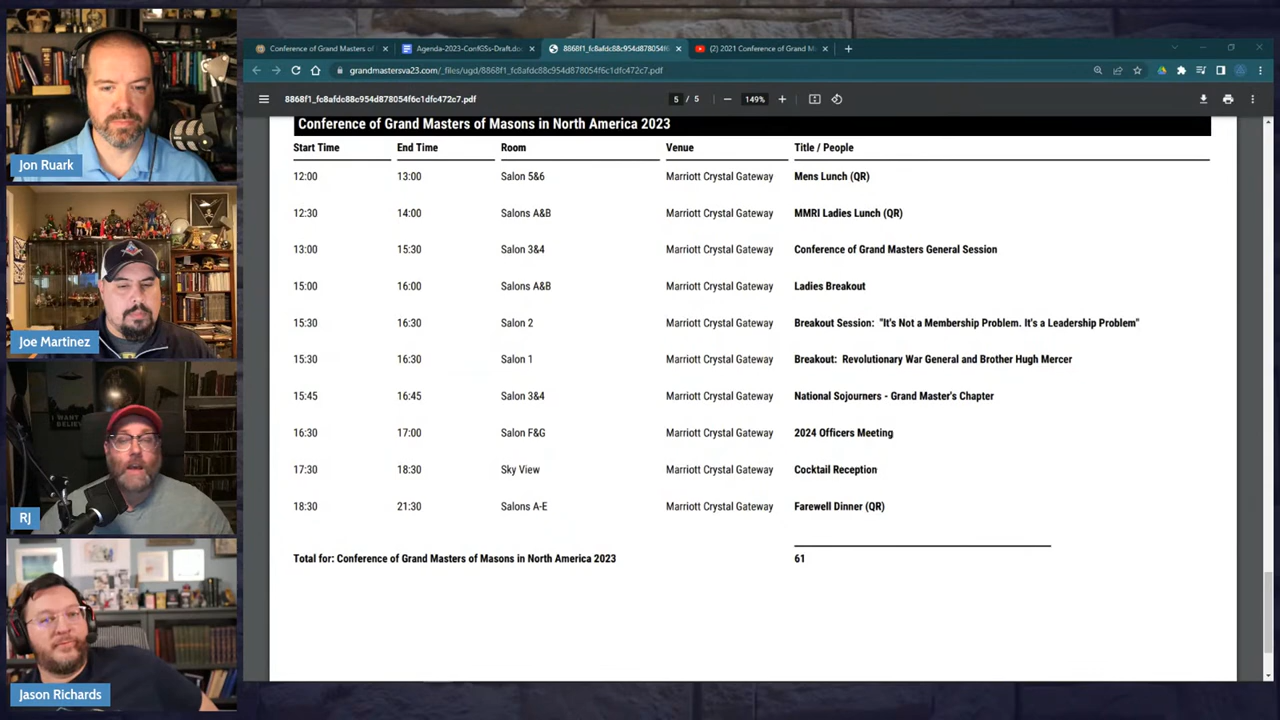 Jon Ruark
Joe Martinez
I WANT
BELIEVE
RJ
Jason Richards
Conference of Grand Masters of
Agenda-2023-ConfGSs-Draft.do
8868f1_fc8afdc88c954d878054f6
(2) 2021 Conference of Grand M
grandmastersva23.com/_files/ugd/8868f1_fc8afdc88c954d878054f6c1dfc472c7.pdf
8868f1_fc8afdc88c954d878054f6c1dfc472c7.pdf
5 / 5
149%
Conference of Grand Masters of Masons in North America 2023
Start Time End Time Room Venue Title / People
12:00 13:00 Salon 5&6 Marriott Crystal Gateway Mens Lunch (QR)
12:30 14:00 Salons A&B Marriott Crystal Gateway MMRI Ladies Lunch (QR)
13:00 15:30 Salon 3&4 Marriott Crystal Gateway Conference of Grand Masters General Session
15:00 16:00 Salons A&B Marriott Crystal Gateway Ladies Breakout
15:30 16:30 Salon 2 Marriott Crystal Gateway Breakout Session: "It's Not a Membership Problem. It's a Leadership Problem"
15:30 16:30 Salon 1 Marriott Crystal Gateway Breakout: Revolutionary War General and Brother Hugh Mercer
15:45 16:45 Salon 3&4 Marriott Crystal Gateway National Sojourners - Grand Master's Chapter
16:30 17:00 Salon F&G Marriott Crystal Gateway 2024 Officers Meeting
17:30 18:30 Sky View Marriott Crystal Gateway Cocktail Reception
18:30 21:30 Salons A-E Marriott Crystal Gateway Farewell Dinner (QR)
Total for: Conference of Grand Masters of Masons in North America 2023 61